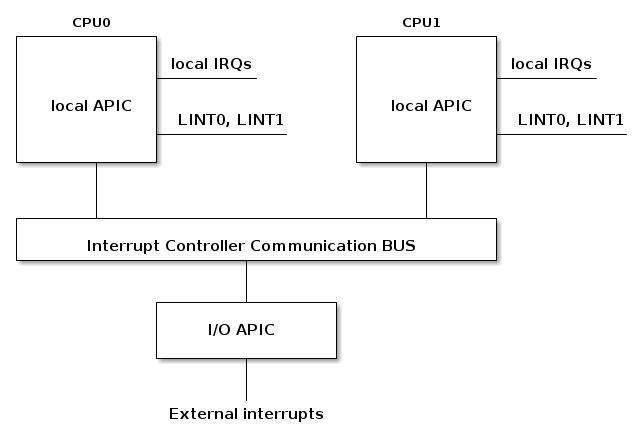 CPU0
CPU1
local IRQs
local IRQs
local APIC
local APIC
LINT0, LINT1
LINT0, LINT1
Interrupt Controller Communication BUS
I/O APIC
External interrupts